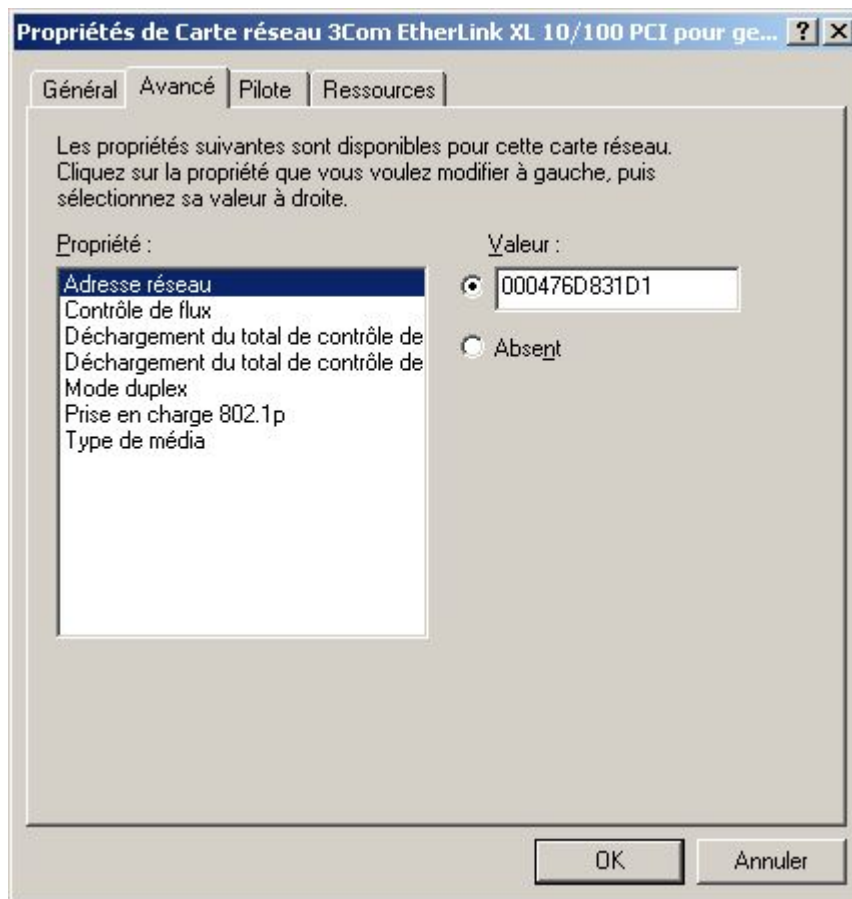 Propriétés de Carte réseau 3Com EtherLink XL 10/100 PCI pour ge...
Général
Avancé
Pilote
Ressources
Les propriétés suivantes sont disponibles pour cette carte réseau.
Cliquez sur la propriété que vous voulez modifier à gauche, puis
sélectionnez sa valeur à droite.
Propriété :
Adresse réseau
Contrôle de flux
Déchargement du total de contrôle de
Déchargement du total de contrôle de
Mode duplex
Prise en charge 802.1p
Type de média
Valeur :
000476D831D1
Absent
OK
Annuler